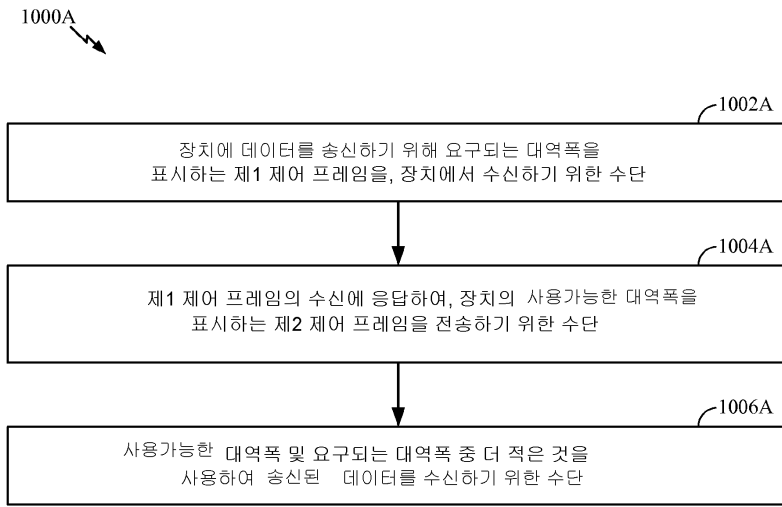 1000A
1002A
장치에 데이터를 송신하기 위해 요구되는 대역폭을
표시하는 제1 제어 프레임을, 장치에서 수신하기 위한 수단
1004A
제1 제어 프레임의 수신에 응답하여, 장치의 사용가능한 대역폭을
표시하는 제2 제어 프레임을 전송하기 위한 수단
1006A
사용가능한 대역폭 및 요구되는 대역폭 중 더 적은 것을
사용하여 송신된 데이터를 수신하기 위한 수단